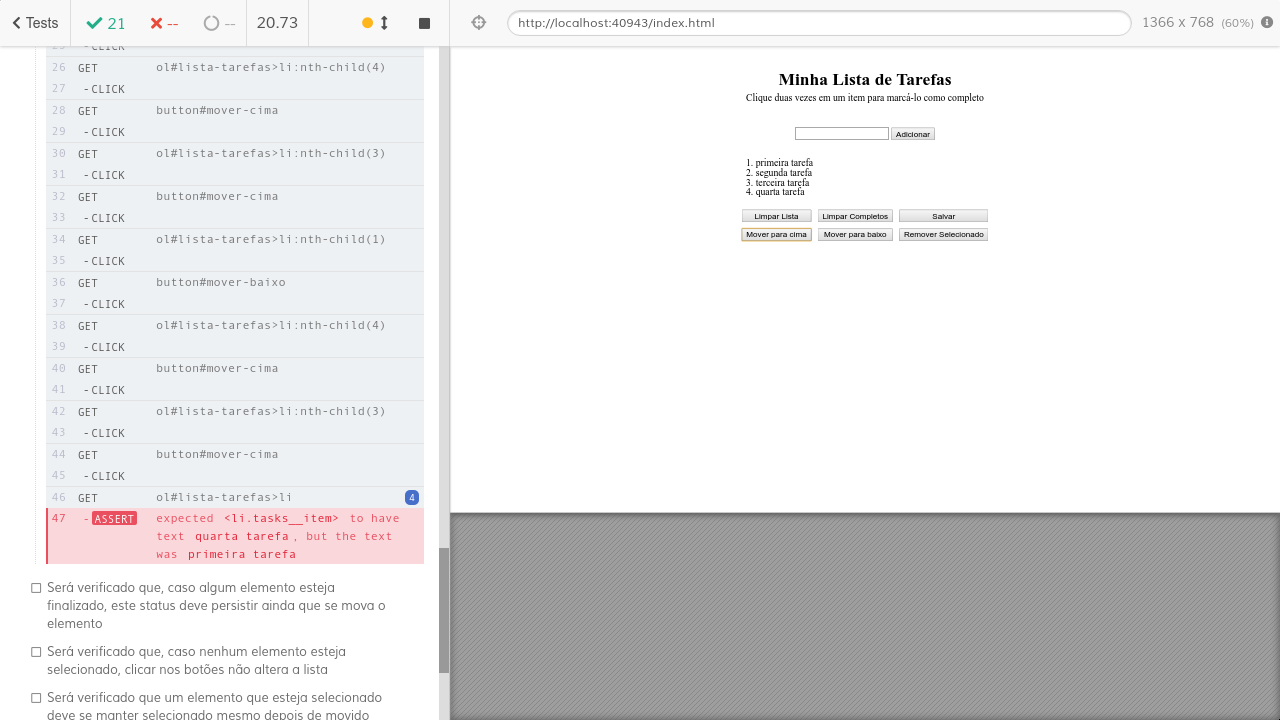 Tests
21
--
--
20.73
http://localhost:40943/index.html
1366 x 768 (60%)
25 -CLICK
26 GET ol#lista-tarefas>li:nth-child(4)
27 -CLICK
28 GET button#mover-cima
29 -CLICK
30 GET ol#lista-tarefas>li:nth-child(3)
31 -CLICK
32 GET button#mover-cima
33 -CLICK
34 GET ol#lista-tarefas>li:nth-child(1)
35 -CLICK
36 GET button#mover-baixo
37 -CLICK
38 GET ol#lista-tarefas>li:nth-child(4)
39 -CLICK
40 GET button#mover-cima
41 -CLICK
42 GET ol#lista-tarefas>li:nth-child(3)
43 -CLICK
44 GET button#mover-cima
45 -CLICK
46 GET ol#lista-tarefas>li 4
47 -ASSERT expected <li.tasks__item> to have
text quarta tarefa, but the text
was primeira tarefa
Será verificado que, caso algum elemento esteja
finalizado, este status deve persistir ainda que se mova o
elemento
Será verificado que, caso nenhum elemento esteja
selecionado, clicar nos botões não altera a lista
Será verificado que um elemento que esteja selecionado
deve se manter selecionado mesmo depois de movido
Minha Lista de Tarefas
Clique duas vezes em um item para marcá-lo como completo
Adicionar
1. primeira tarefa
2. segunda tarefa
3. terceira tarefa
4. quarta tarefa
Limpar Lista Limpar Completos Salvar
Mover para cima Mover para baixo Remover Selecionado